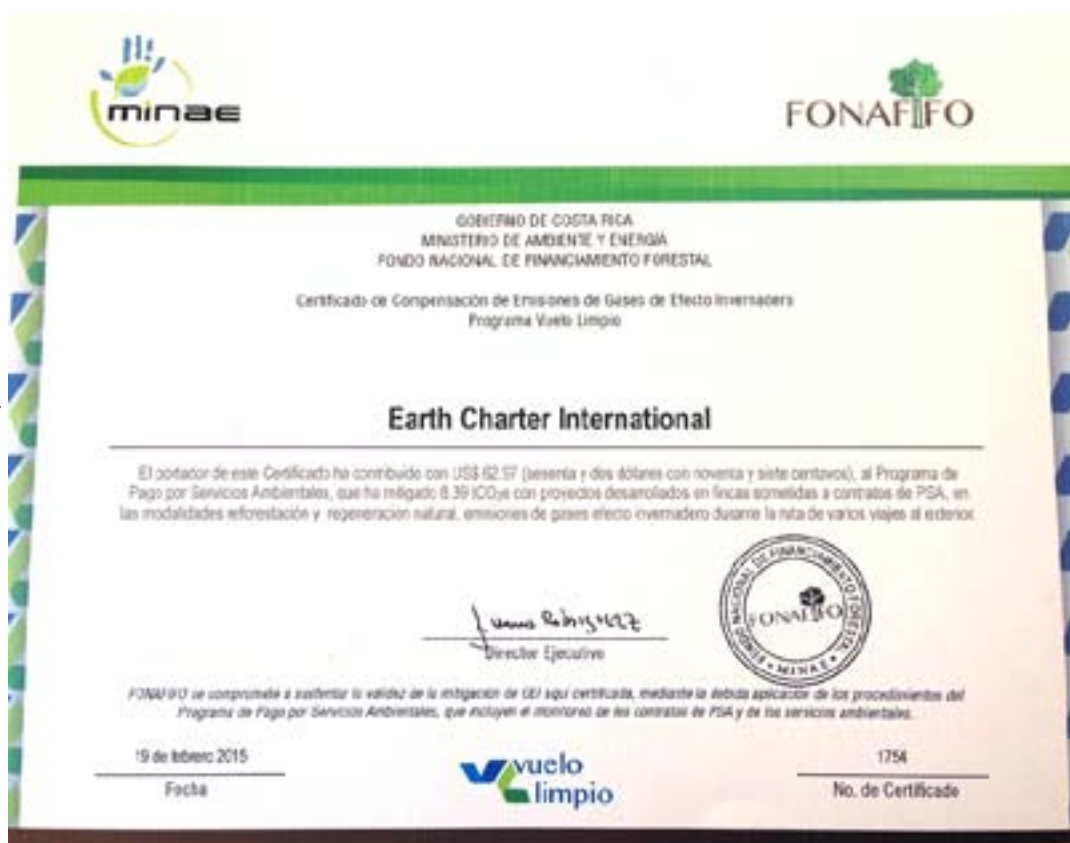 minae
FONAFIFO
GOBIERNO DE COSTA RICA
MINISTERIO DE AMBIENTE Y ENERGÍA
FONDO NACIONAL DE FINANCIAMIENTO FORESTAL
Certificado de Compensación de Emisiones de Gases de Efecto Invernadero
Programa Vuelo Limpio
Earth Charter International
El portador de este Certificado ha contribuido con US$ 62.97 (sesenta y dos dólares con noventa y siete centavos), al Programa de
Pago por Servicios Ambientales, que ha mitigado 8.39 tCO₂e con proyectos desarrollados en fincas sometidas a contratos de PSA, en
las modalidades reforestación y regeneración natural, emisiones de gases efecto invernadero durante la ruta de varios viajes al exterior.
FONDO NACIONAL DE FINANCIAMIENTO FORESTAL
FONAFIFO
• MINAE •
Director Ejecutivo
FONAFIFO se compromete a sustentar la validez de la mitigación de GEI aquí certificada, mediante la debida aplicación de los procedimientos del
Programa de Pago por Servicios Ambientales, que incluyen el monitoreo de los contratos de PSA y de los servicios ambientales.
19 de febrero 2015
Fecha
vuelo
limpio
1754
No. de Certificado